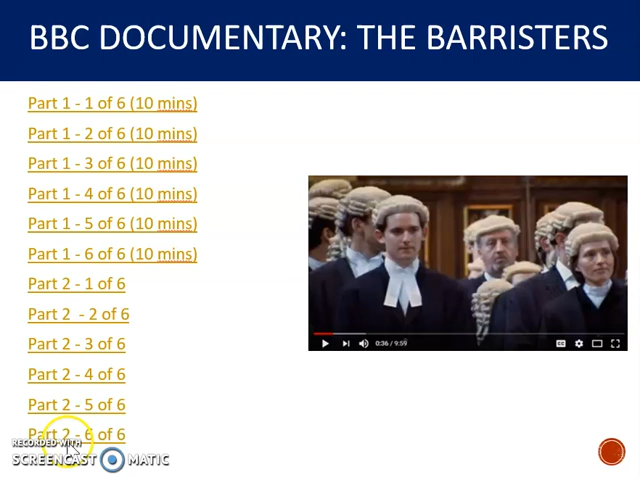 BBC DOCUMENTARY: THE BARRISTERS
Part 1 - 1 of 6 (10 mins)
Part 1 - 2 of 6 (10 mins)
Part 1 - 3 of 6 (10 mins)
Part 1 - 4 of 6 (10 mins)
Part 1 - 5 of 6 (10 mins)
Part 1 - 6 of 6 (10 mins)
Part 2 - 1 of 6
Part 2  - 2 of 6
Part 2 - 3 of 6
Part 2 - 4 of 6
Part 2 - 5 of 6
Part 2 - 6 of 6
0:36 / 9:59
CC
RECORDED WITH
SCREENCAST MATIC